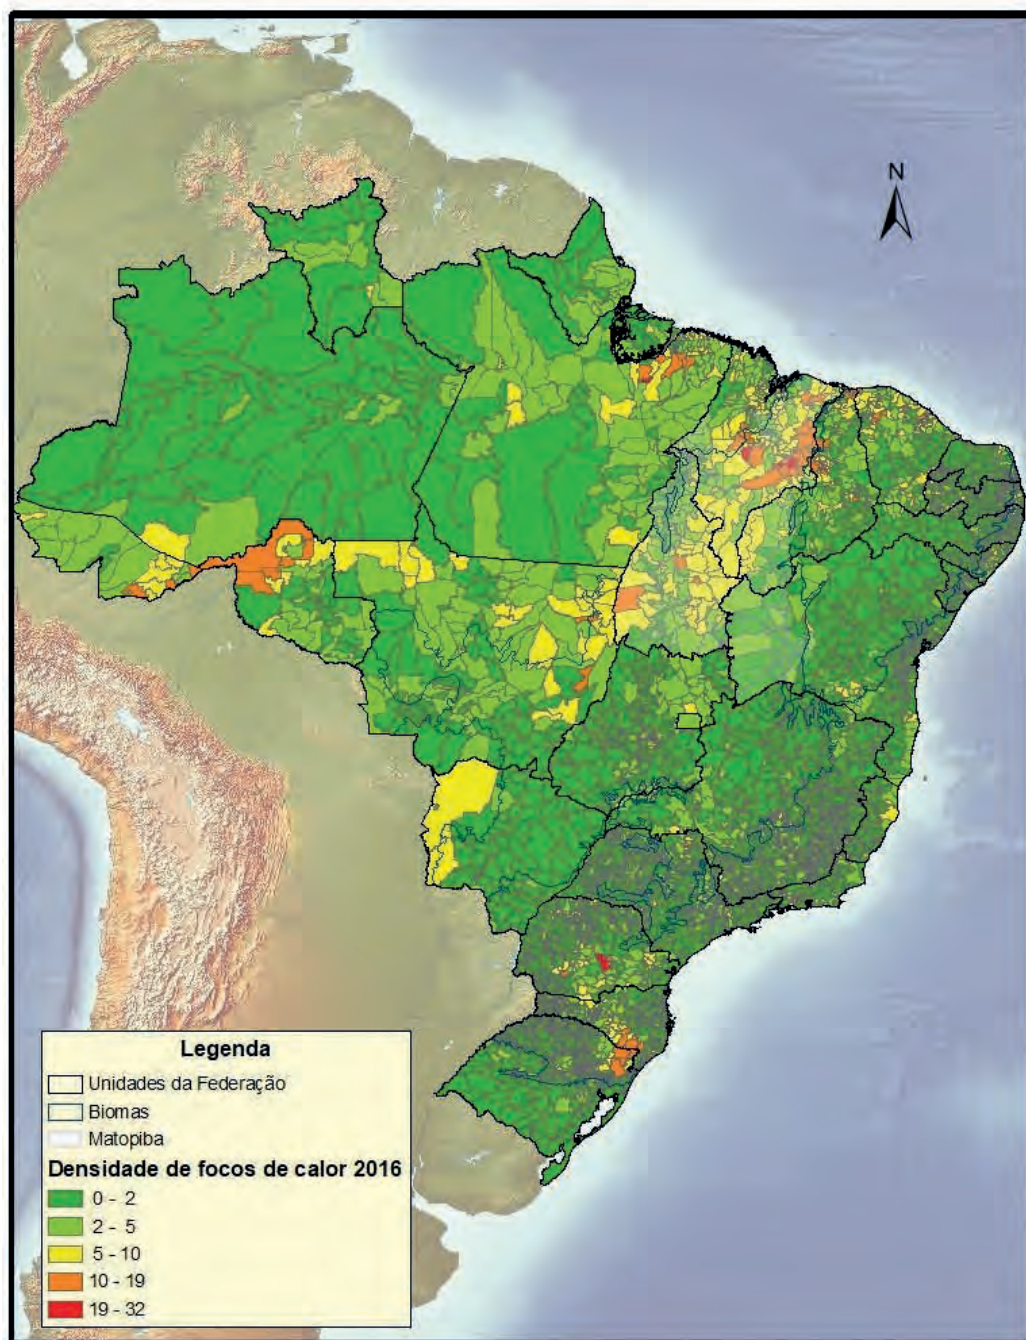 N
Legenda
Unidades da Federação
Biomas
Matopiba
Densidade de focos de calor 2016
0 - 2
2 - 5
5 - 10
10 - 19
19 - 32